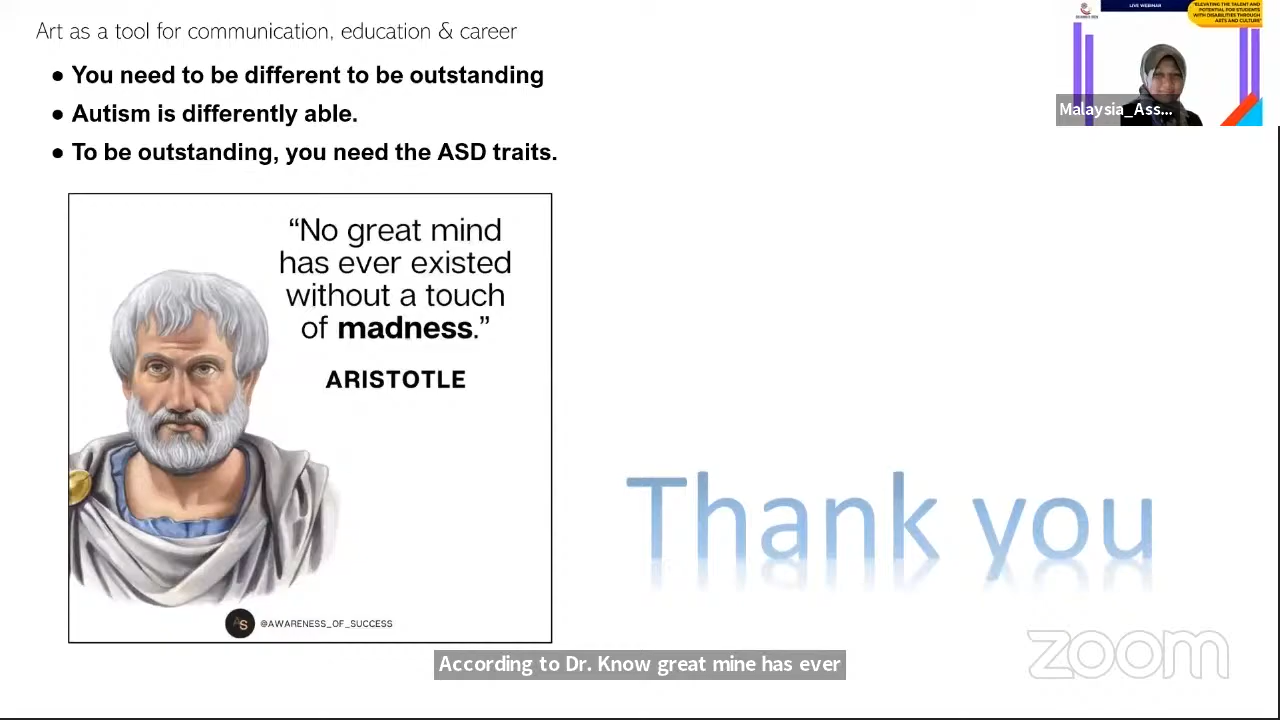 Art as a tool for communication, education & career
● You need to be different to be outstanding
● Autism is differently able.
● To be outstanding, you need the ASD traits.
“No great mind
has ever existed
without a touch
of madness.”
ARISTOTLE
AS @AWARENESS_OF_SUCCESS
Thank you
LIVE WEBINAR
"ELEVATING THE TALENT AND
POTENTIAL FOR STUDENTS
WITH DISABILITIES THROUGH
ARTS AND CULTURE"
Malaysia_Ass...
zoom
According to Dr. Know great mine has ever